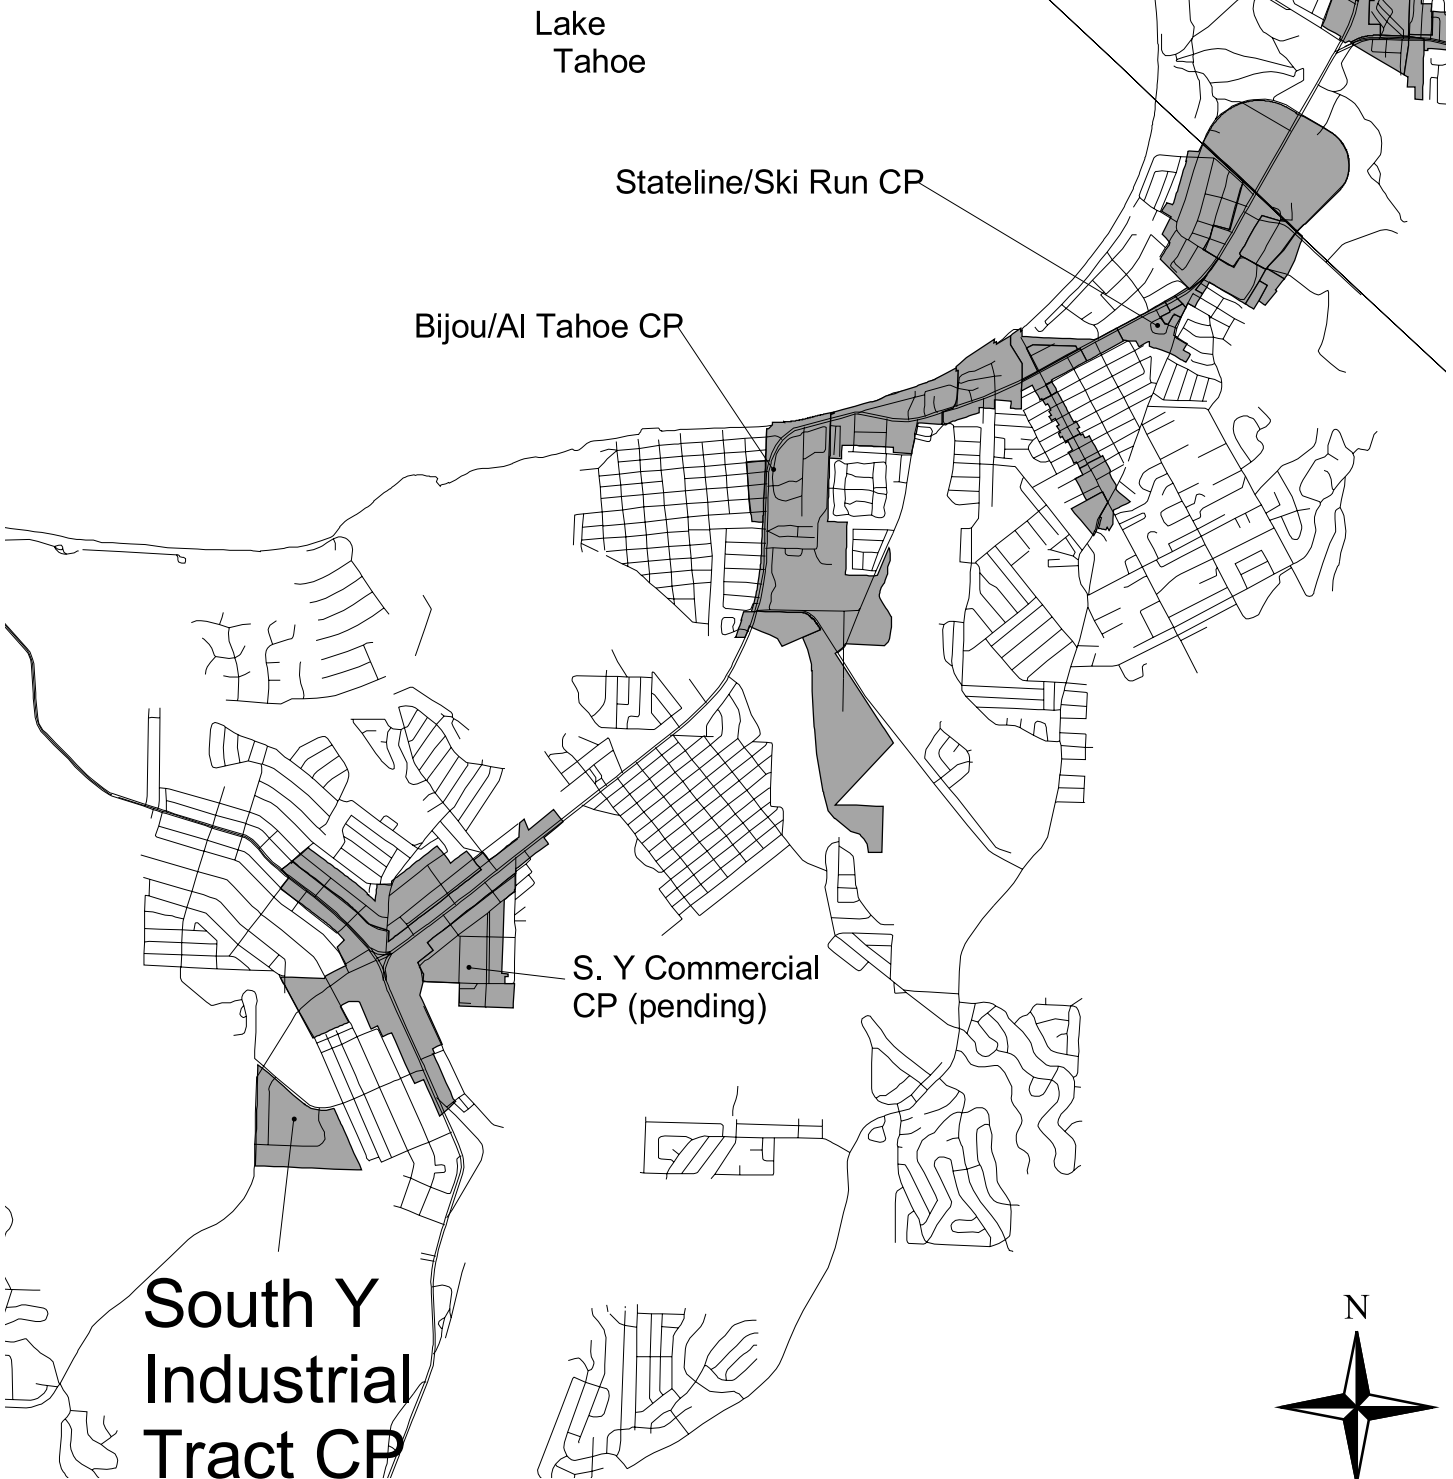 Lake
Tahoe
Stateline/Ski Run CP
Bijou/Al Tahoe CP
S. Y Commercial
CP (pending)
South Y
Industrial
Tract CP
N